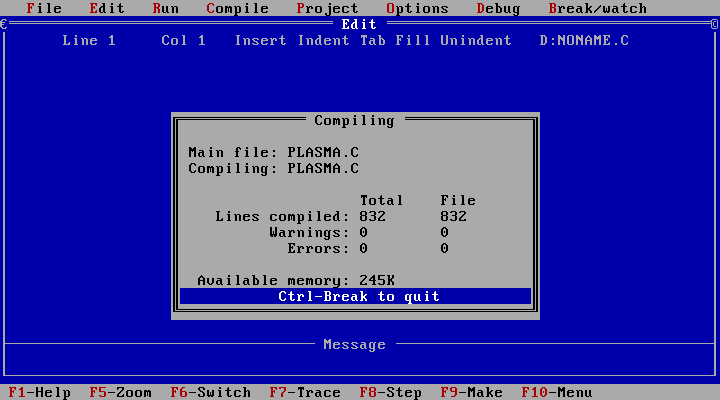 File Edit Run Compile Project Options Debug Break/watch
Edit
Line 1 Col 1 Insert Indent Tab Fill Unindent D:NONAME.C
Compiling
Main file: PLASMA.C
Compiling: PLASMA.C
Total File
Lines compiled: 832 832
Warnings: 0 0
Errors: 0 0
Available memory: 245K
Ctrl-Break to quit
Message
F1-Help F5-Zoom F6-Switch F7-Trace F8-Step F9-Make F10-Menu